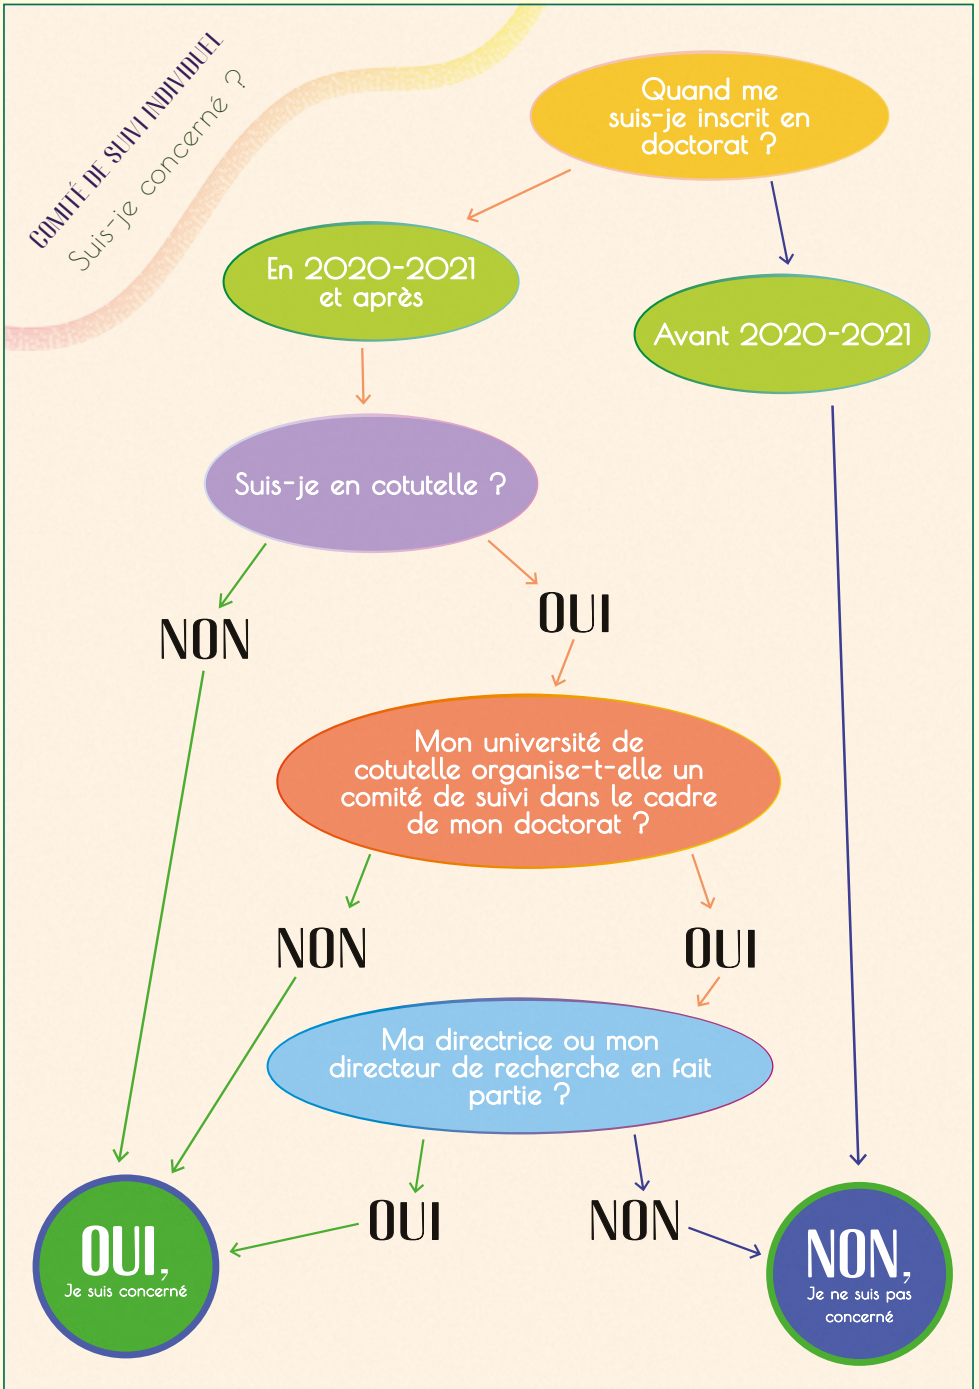 COMITÉ DE SUIVI INDIVIDUEL
Suis-je concerné ?
Quand me
suis-je inscrit en
doctorat ?
En 2020-2021
et après
Avant 2020-2021
Suis-je en cotutelle ?
NON
OUI
Mon université de
cotutelle organise-t-elle un
comité de suivi dans le cadre
de mon doctorat ?
NON
OUI
Ma directrice ou mon
directeur de recherche en fait
partie ?
OUI
NON
OUI,
Je suis concerné
NON,
Je ne suis pas
concerné